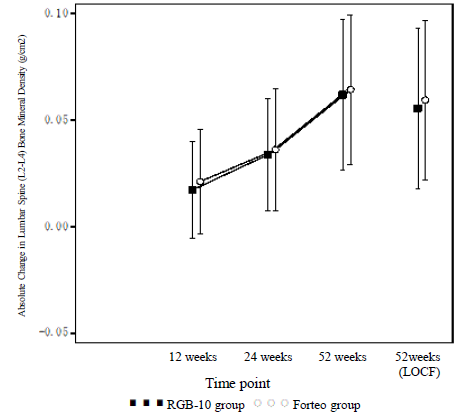 Absolute Change in Lumbar Spine (L2-L4) Bone Mineral Density (g/cm2)
0.10
0.05
0.00
-0.05
12 weeks 24 weeks 52 weeks 52weeks
(LOCF)
Time point
RGB-10 group Forteo group